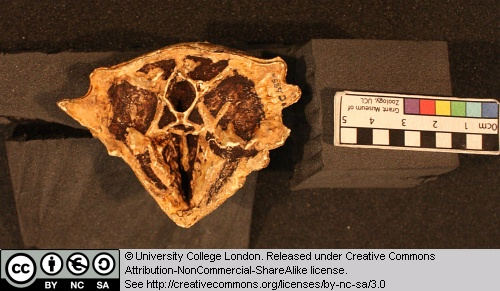 Grant Museum of
Zoology, UCL
0cm 1 2 3 4 5
© University College London. Released under Creative Commons
Attribution-NonCommercial-ShareAlike license.
See http://creativecommons.org/licenses/by-nc-sa/3.0
cc
BY NC SA